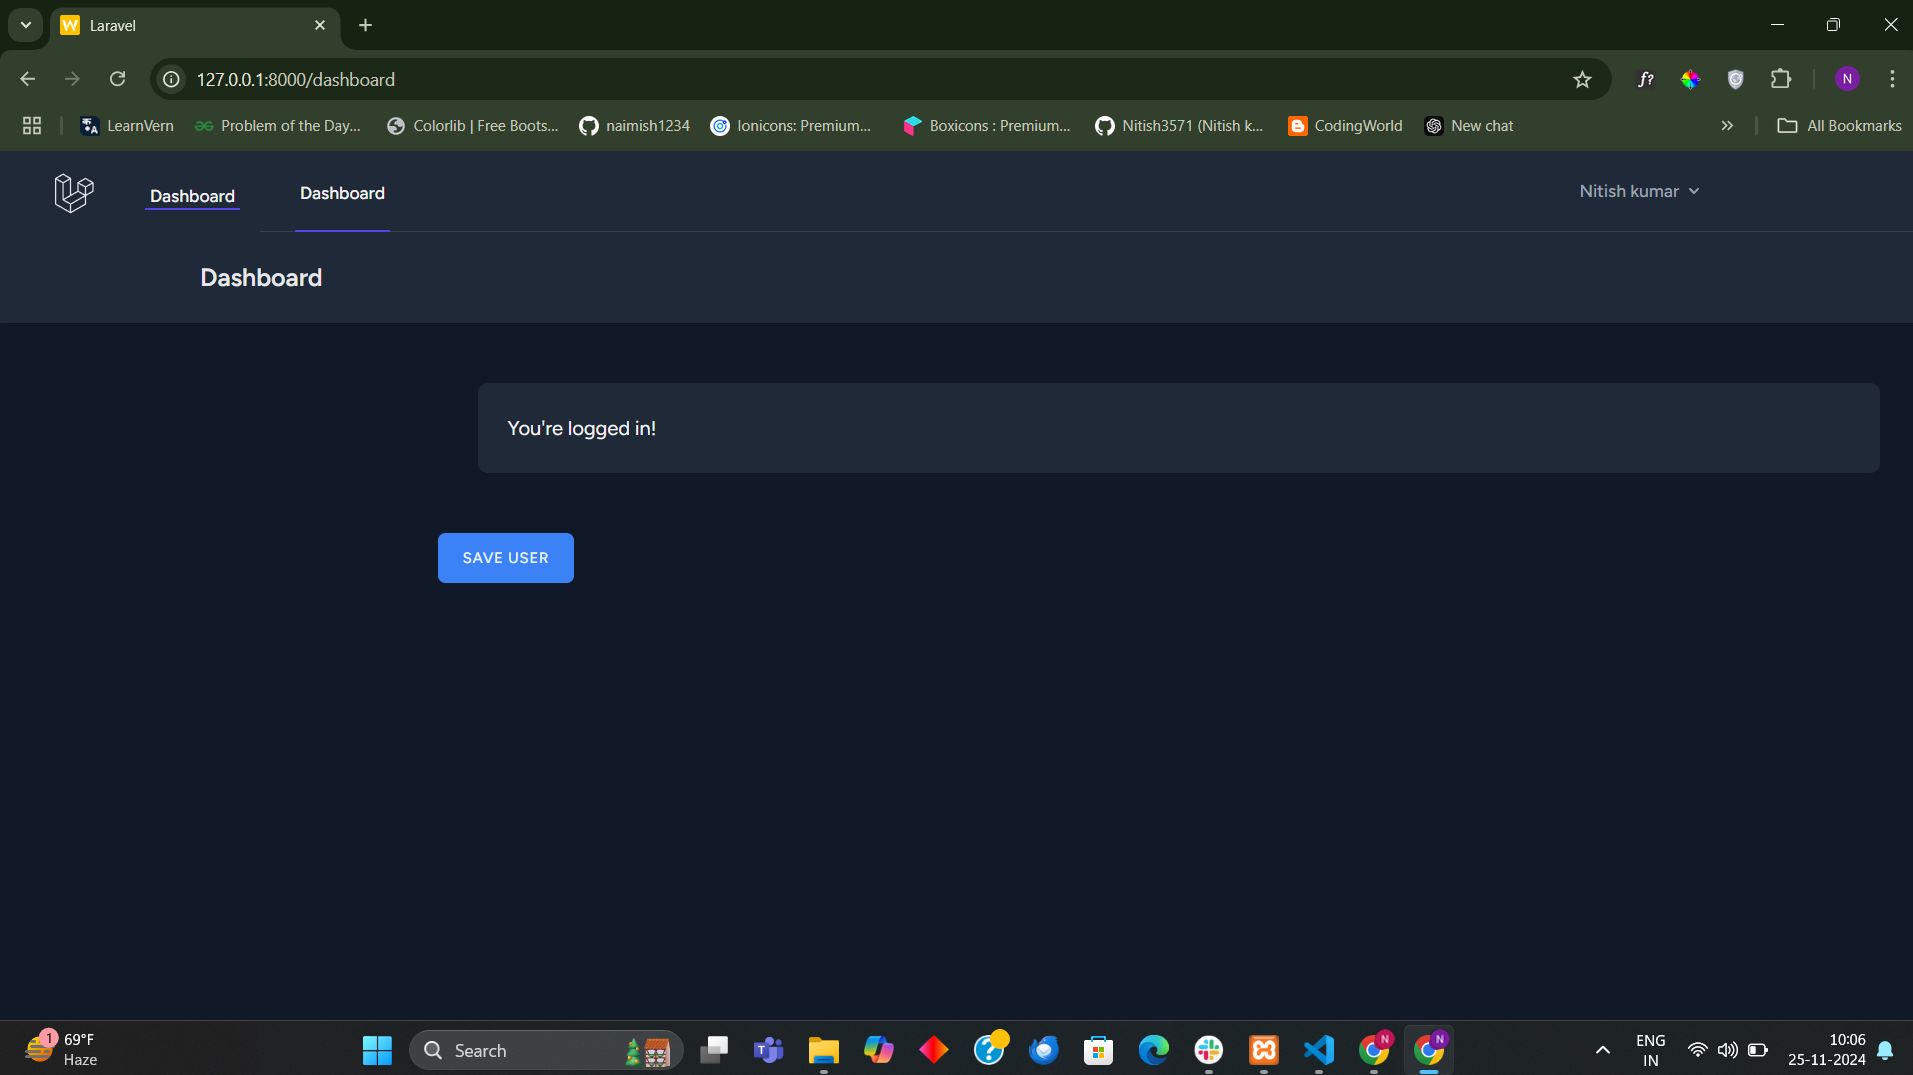 W Laravel
127.0.0.1:8000/dashboard
f? N
LearnVern Problem of the Day... Colorlib | Free Boots... naimish1234 Ionicons: Premium... Boxicons : Premium... Nitish3571 (Nitish k... CodingWorld New chat » All Bookmarks
Dashboard Dashboard Nitish kumar
Dashboard
You're logged in!
SAVE USER
1 69°F
Haze
Search
N N
ENG
IN
10:06
25-11-2024